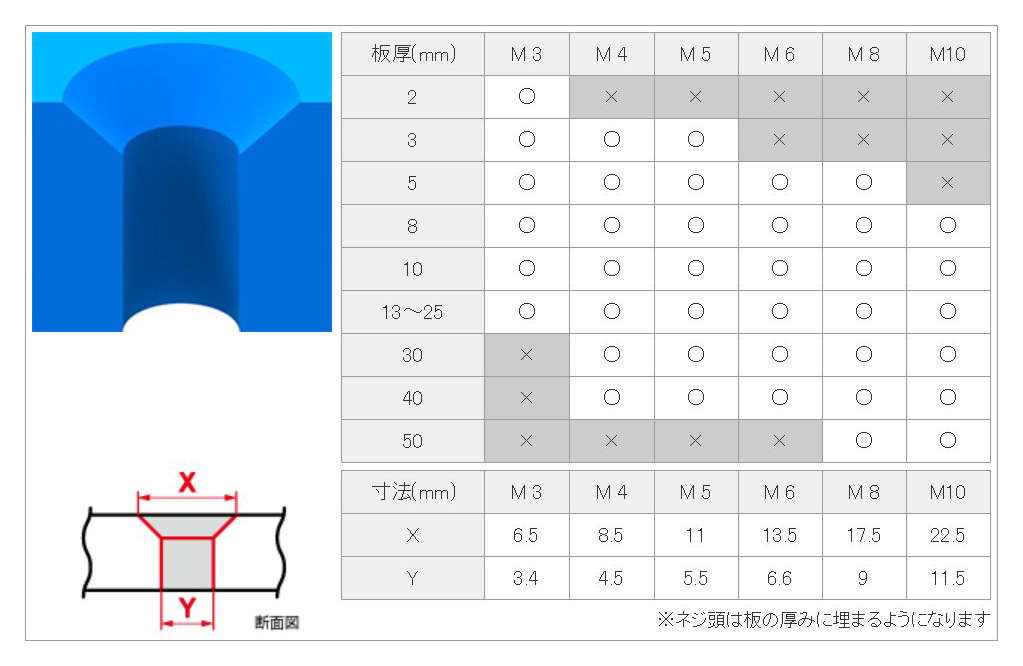 板厚(mm) M 3 M 4 M 5 M 6 M 8 M10
2 ○ × × × × ×
3 ○ ○ ○ × × ×
5 ○ ○ ○ ○ ○ ×
8 ○ ○ ○ ○ ○ ○
10 ○ ○ ○ ○ ○ ○
13～25 ○ ○ ○ ○ ○ ○
30 × ○ ○ ○ ○ ○
40 × ○ ○ ○ ○ ○
50 × × × × ○ ○
X
Y
断面図
寸法(mm) M 3 M 4 M 5 M 6 M 8 M10
X 6.5 8.5 11 13.5 17.5 22.5
Y 3.4 4.5 5.5 6.6 9 11.5
※ネジ頭は板の厚みに埋まるようになります